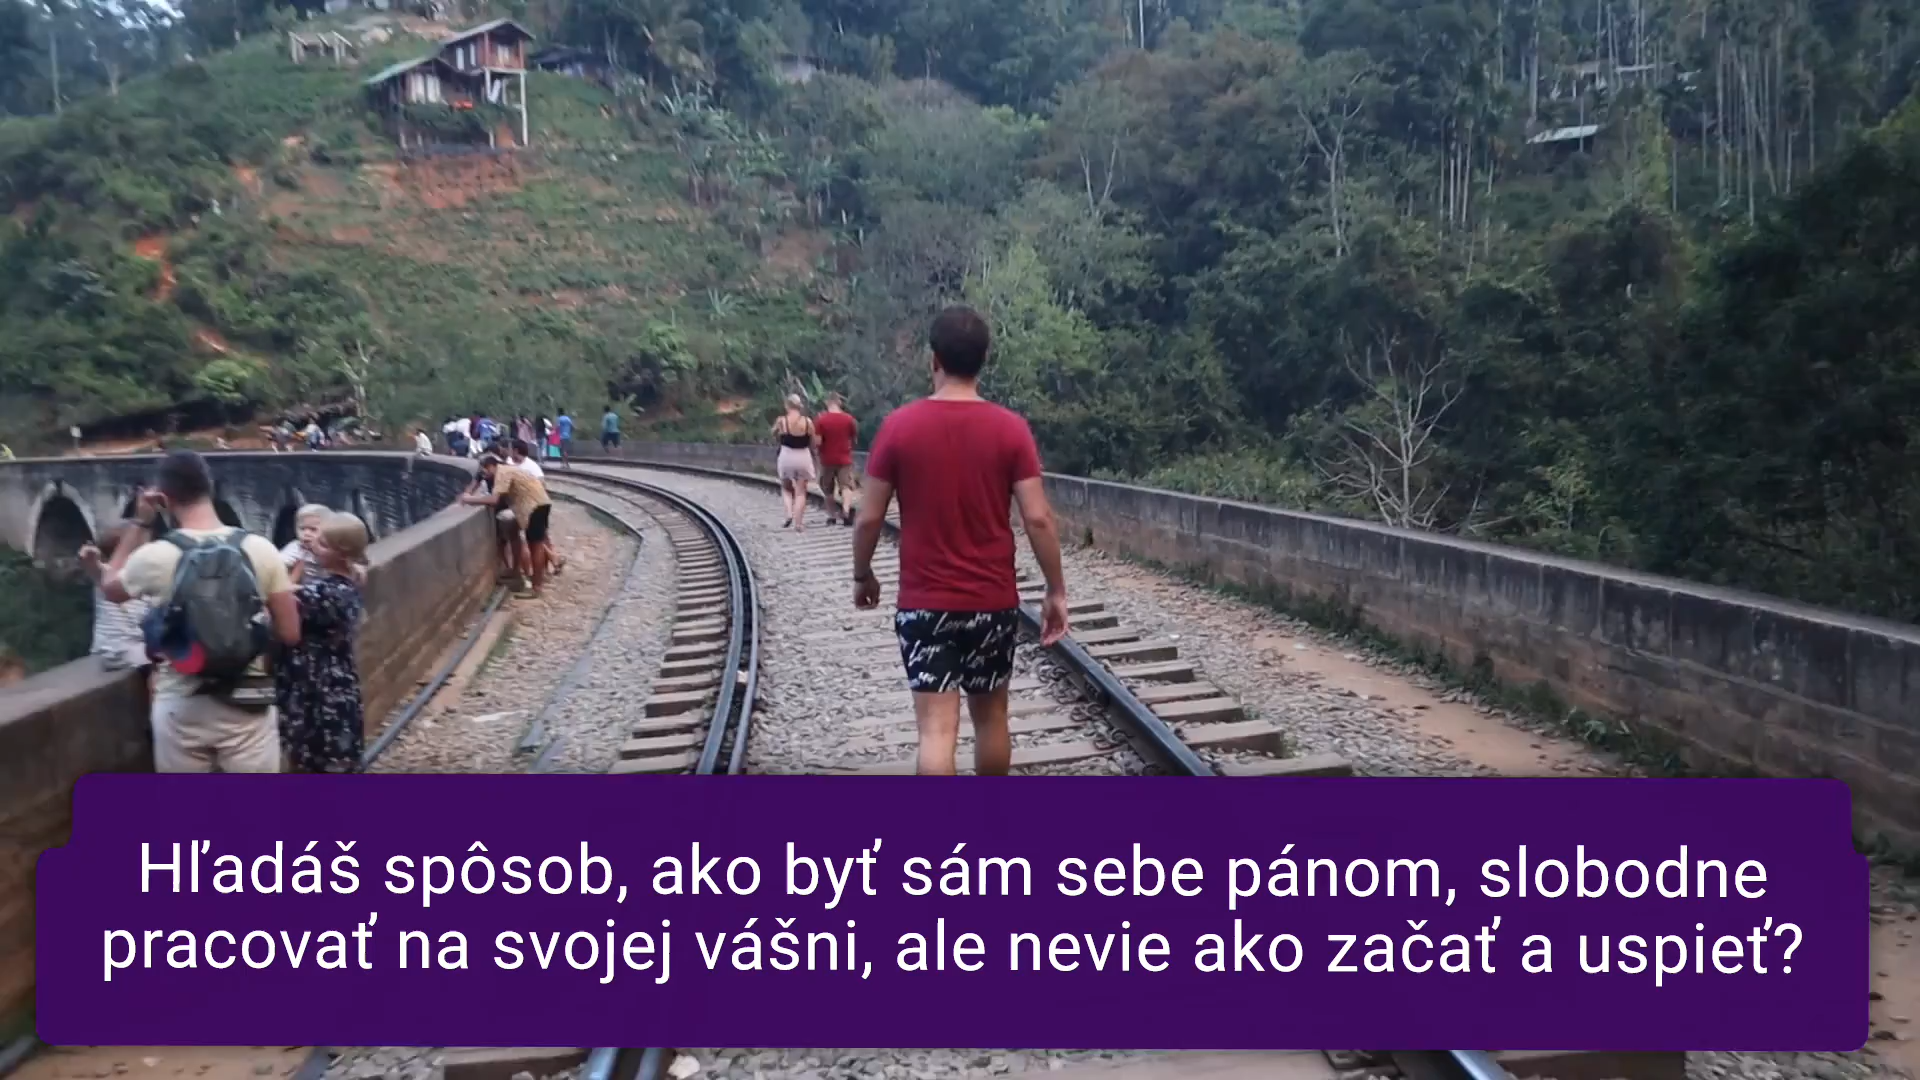 Hľadáš spôsob, ako byť sám sebe pánom, slobodne
pracovať na svojej vášni, ale nevie ako začať a uspieť?